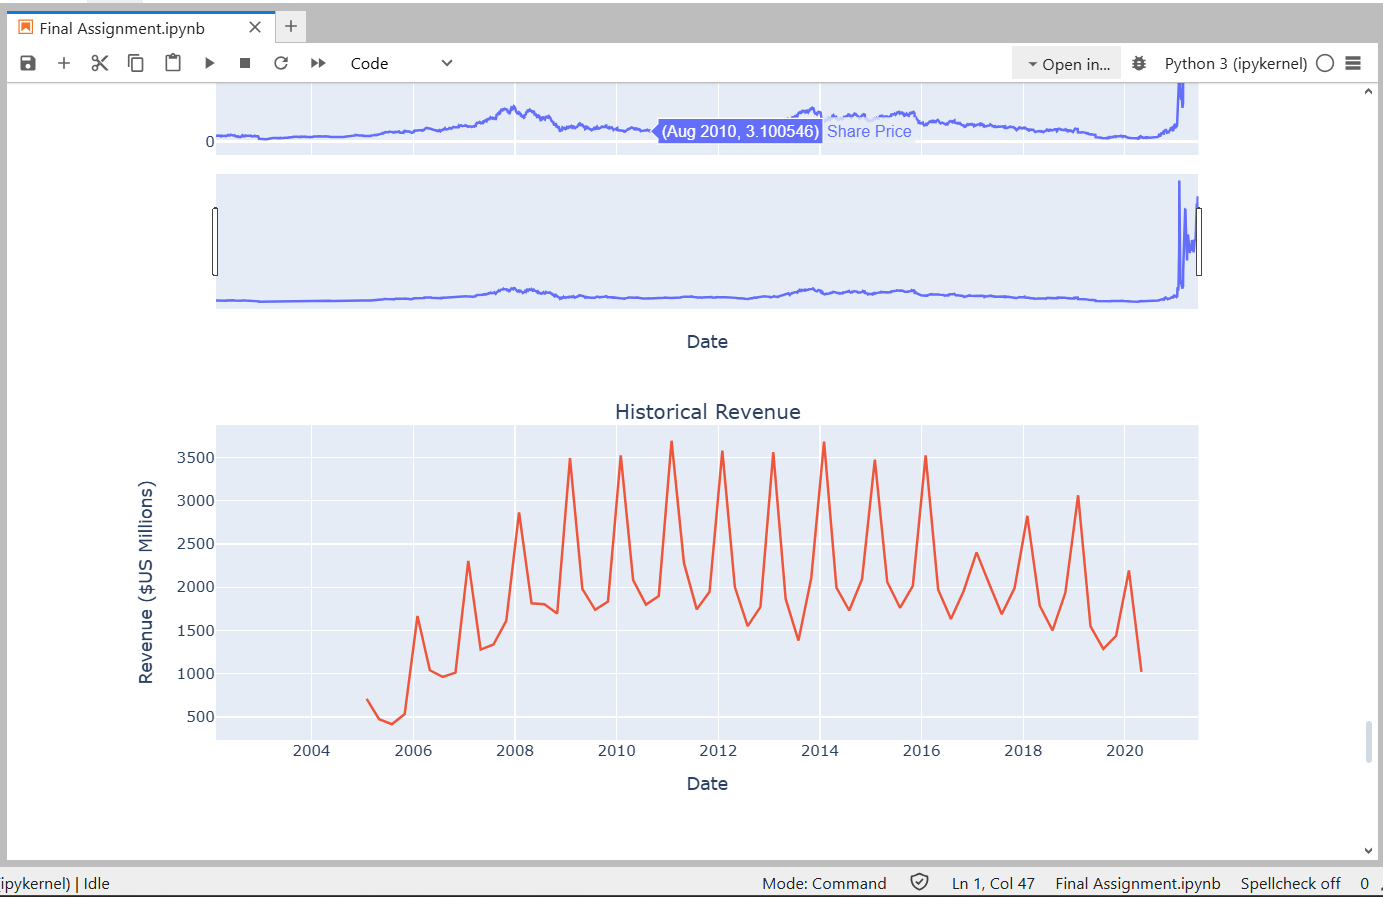 Final Assignment.ipynb
Code
Open in...
Python 3 (ipykernel)
0
(Aug 2010, 3.100546) Share Price
Date
Historical Revenue
Revenue ($US Millions)
3500
3000
2500
2000
1500
1000
500
2004 2006 2008 2010 2012 2014 2016 2018 2020
Date
ipykernel) | Idle
Mode: Command
Ln 1, Col 47
Final Assignment.ipynb
Spellcheck off
0